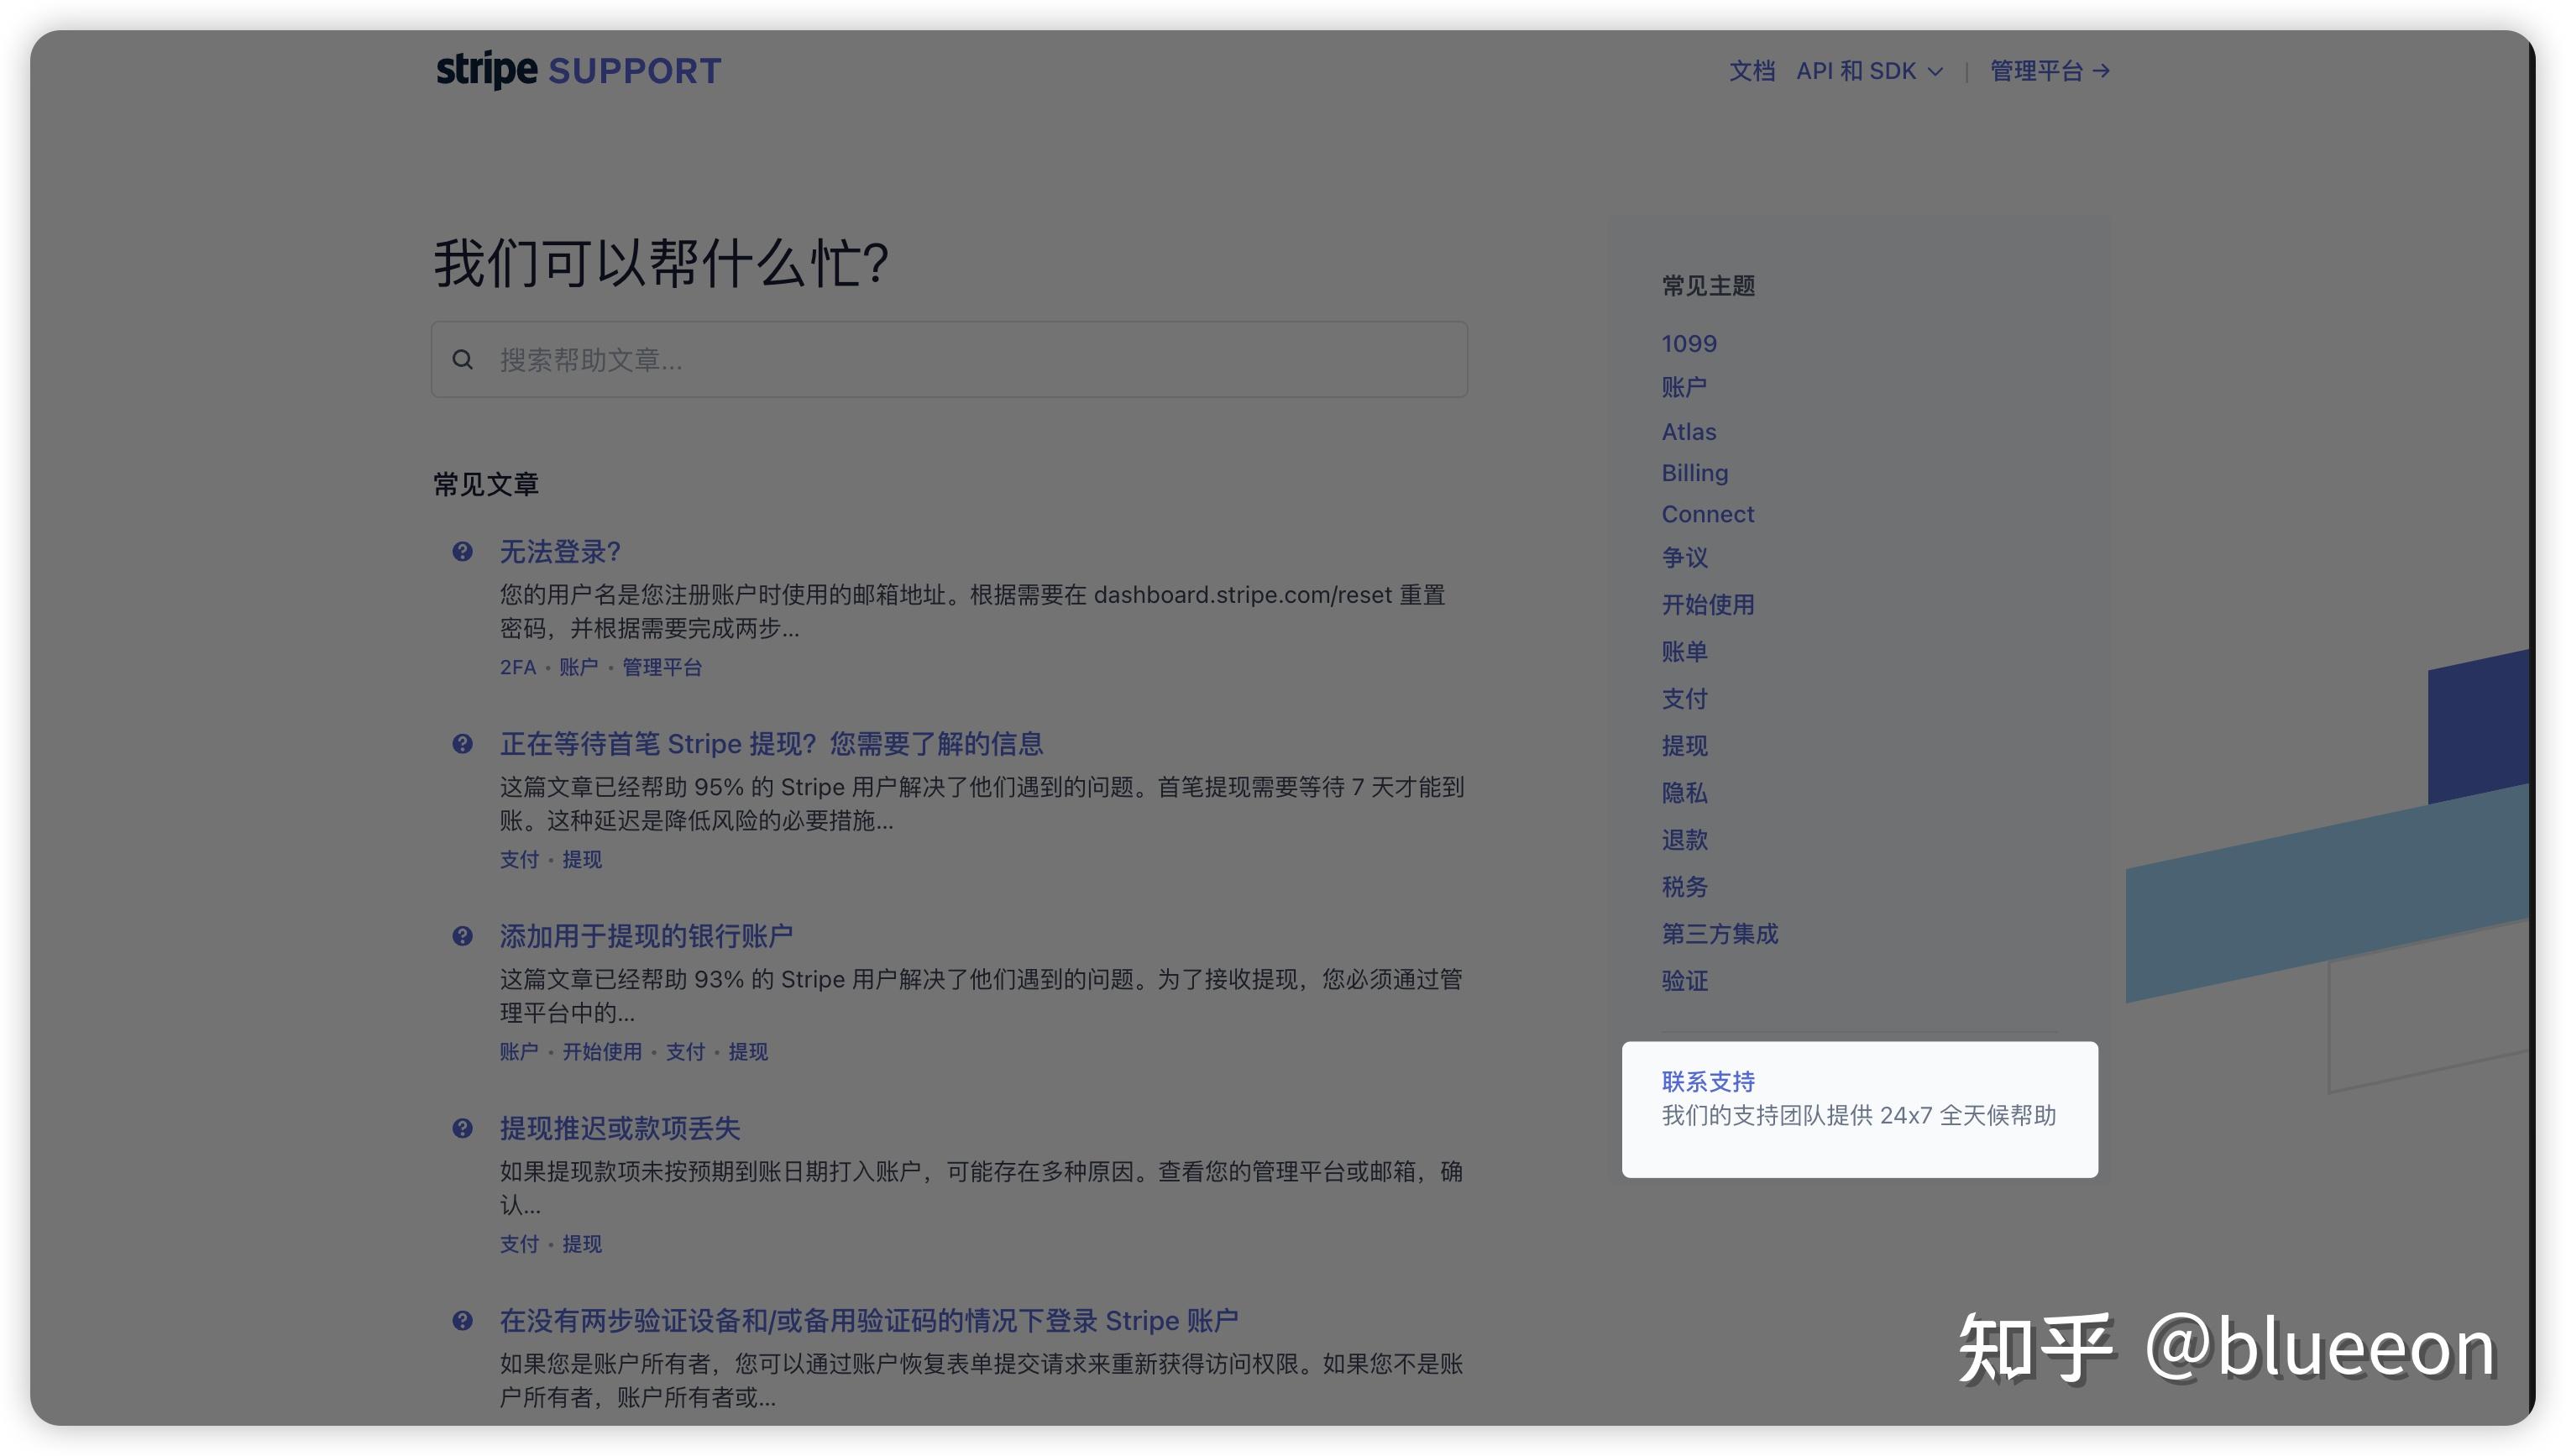 stripe SUPPORT
文档 API 和 SDK | 管理平台 →
我们可以帮什么忙?
搜索帮助文章...
常见文章
无法登录?
您的用户名是您注册账户时使用的邮箱地址。根据需要在 dashboard.stripe.com/reset 重置
密码，并根据需要完成两步...
2FA • 账户 • 管理平台
正在等待首笔 Stripe 提现？您需要了解的信息
这篇文章已经帮助 95% 的 Stripe 用户解决了他们遇到的问题。首笔提现需要等待 7 天才能到
账。这种延迟是降低风险的必要措施...
支付 • 提现
添加用于提现的银行账户
这篇文章已经帮助 93% 的 Stripe 用户解决了他们遇到的问题。为了接收提现，您必须通过管
理平台中的...
账户 • 开始使用 • 支付 • 提现
提现推迟或款项丢失
如果提现款项未按预期到账日期打入账户，可能存在多种原因。查看您的管理平台或邮箱，确
认...
支付 • 提现
在没有两步验证设备和/或备用验证码的情况下登录 Stripe 账户
如果您是账户所有者，您可以通过账户恢复表单提交请求来重新获得访问权限。如果您不是账
户所有者，账户所有者或...
常见主题
1099
账户
Atlas
Billing
Connect
争议
开始使用
账单
支付
提现
隐私
退款
税务
第三方集成
验证
联系支持
我们的支持团队提供 24x7 全天候帮助
知乎 @blueeon